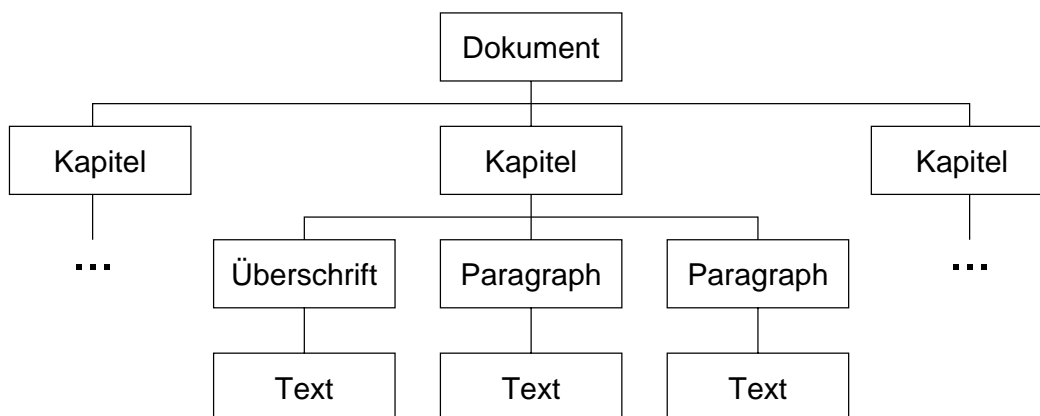 Dokument
Kapitel Kapitel Kapitel
... Überschrift Paragraph Paragraph ...
Text Text Text